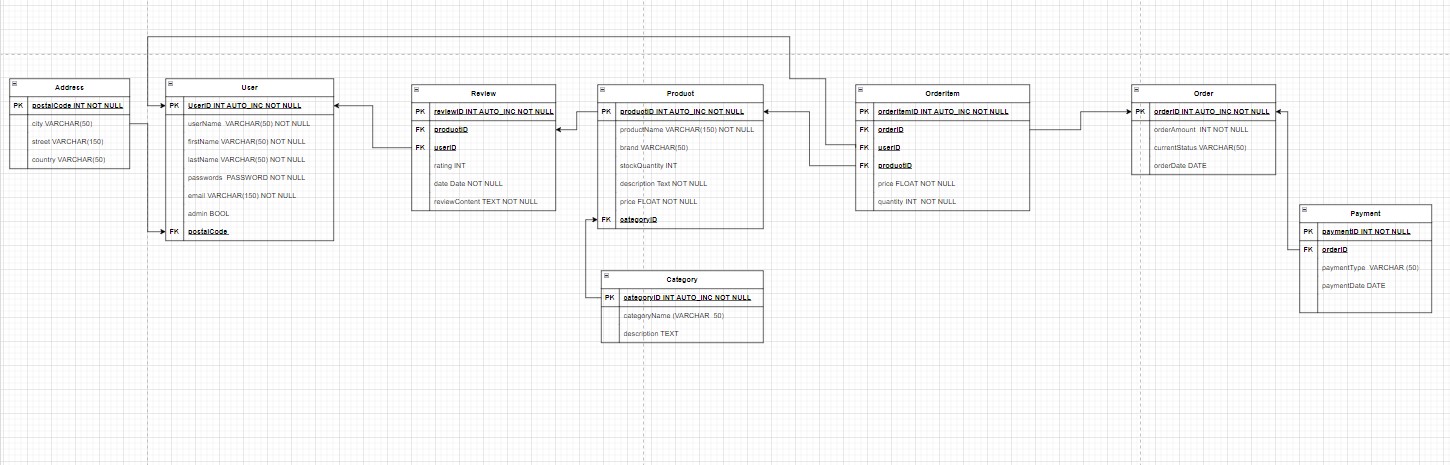 Address
PK postalCode INT NOT NULL
city VARCHAR(50)
street VARCHAR(150)
country VARCHAR(50)
User
PK UserID INT AUTO_INC NOT NULL
userName VARCHAR(50) NOT NULL
firstName VARCHAR(50) NOT NULL
lastName VARCHAR(50) NOT NULL
passwords PASSWORD NOT NULL
email VARCHAR(150) NOT NULL
admin BOOL
FK postalCode
Review
PK reviewID INT AUTO_INC NOT NULL
FK productID
FK userID
rating INT
date Date NOT NULL
reviewContent TEXT NOT NULL
Product
PK productID INT AUTO_INC NOT NULL
productName VARCHAR(150) NOT NULL
brand VARCHAR(50)
stockQuantity INT
description Text NOT NULL
price FLOAT NOT NULL
FK categoryID
Category
PK categoryID INT AUTO_INC NOT NULL
categoryName (VARCHAR 50)
description TEXT
OrderItem
PK orderitemID INT AUTO_INC NOT NULL
FK orderID
FK userID
FK productID
price FLOAT NOT NULL
quantity INT NOT NULL
Order
PK orderID INT AUTO_INC NOT NULL
orderAmount INT NOT NULL
currentStatus VARCHAR(50)
orderDate DATE
Payment
PK paymentID INT NOT NULL
FK orderID
paymentType VARCHAR (50)
paymentDate DATE